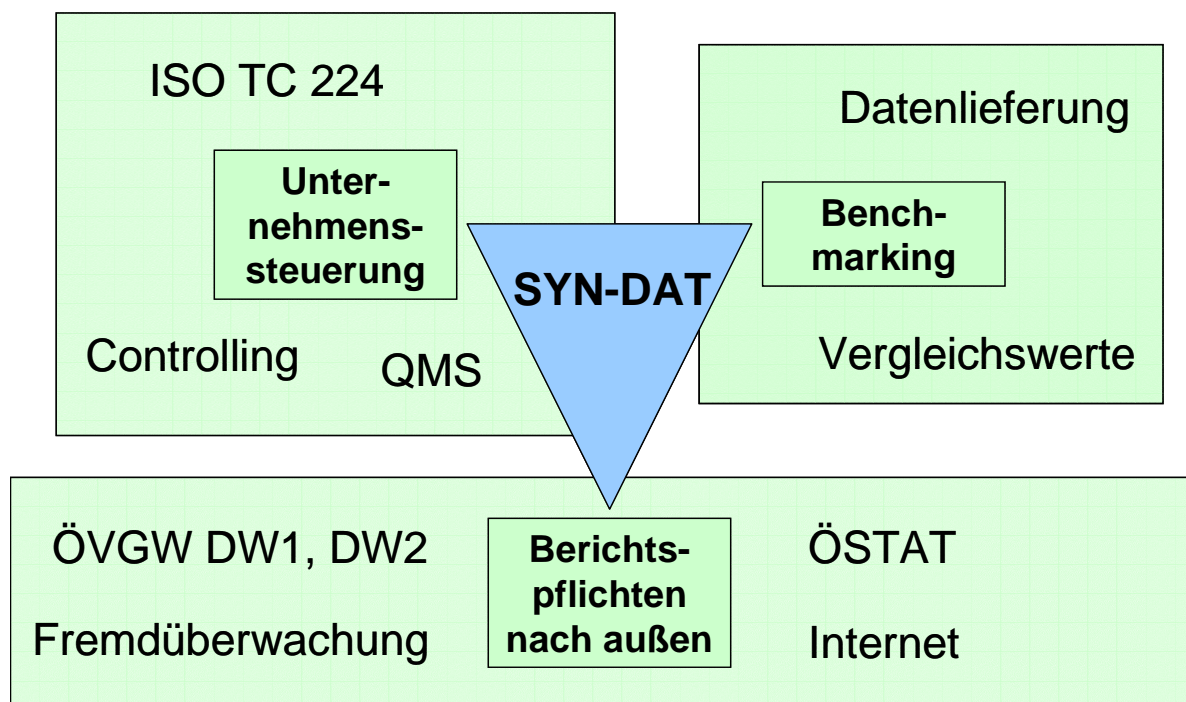 ISO TC 224
Unter-
nehmens-
steuerung
Controlling
QMS
SYN-DAT
Datenlieferung
Bench-
marking
Vergleichswerte
ÖVGW DW1, DW2
Fremdüberwachung
Berichts-
pflichten
nach außen
ÖSTAT
Internet